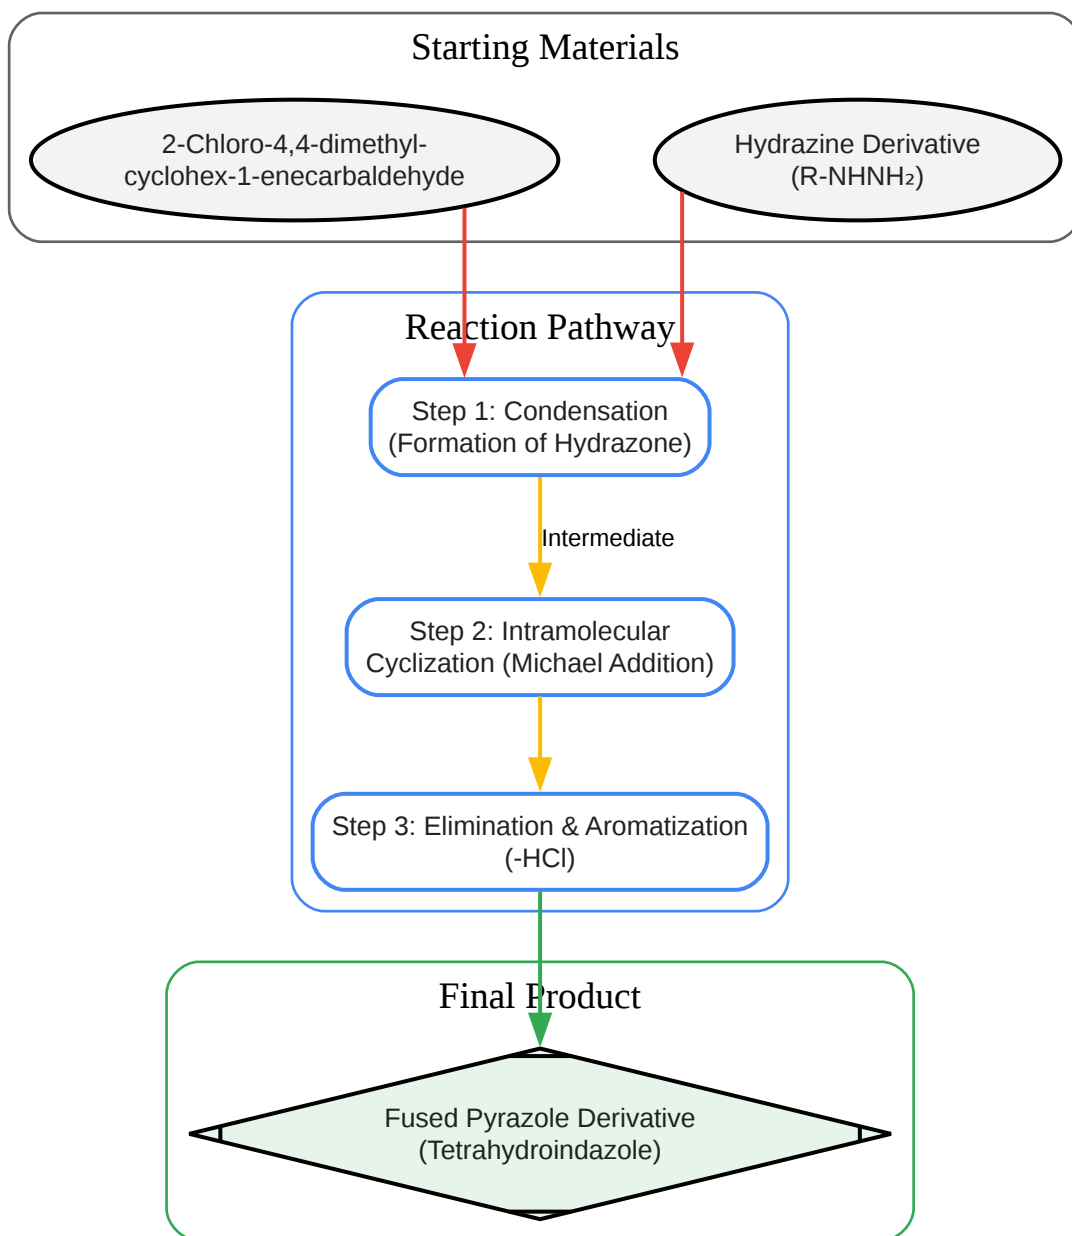 Starting Materials
2-Chloro-4,4-dimethyl-
cyclohex-1-enecarbaldehyde
Hydrazine Derivative
(R-NHNH₂)
Reaction Pathway
Step 1: Condensation
(Formation of Hydrazone)
Intermediate
Step 2: Intramolecular
Cyclization (Michael Addition)
Step 3: Elimination & Aromatization
(-HCl)
Final Product
Fused Pyrazole Derivative
(Tetrahydroindazole)